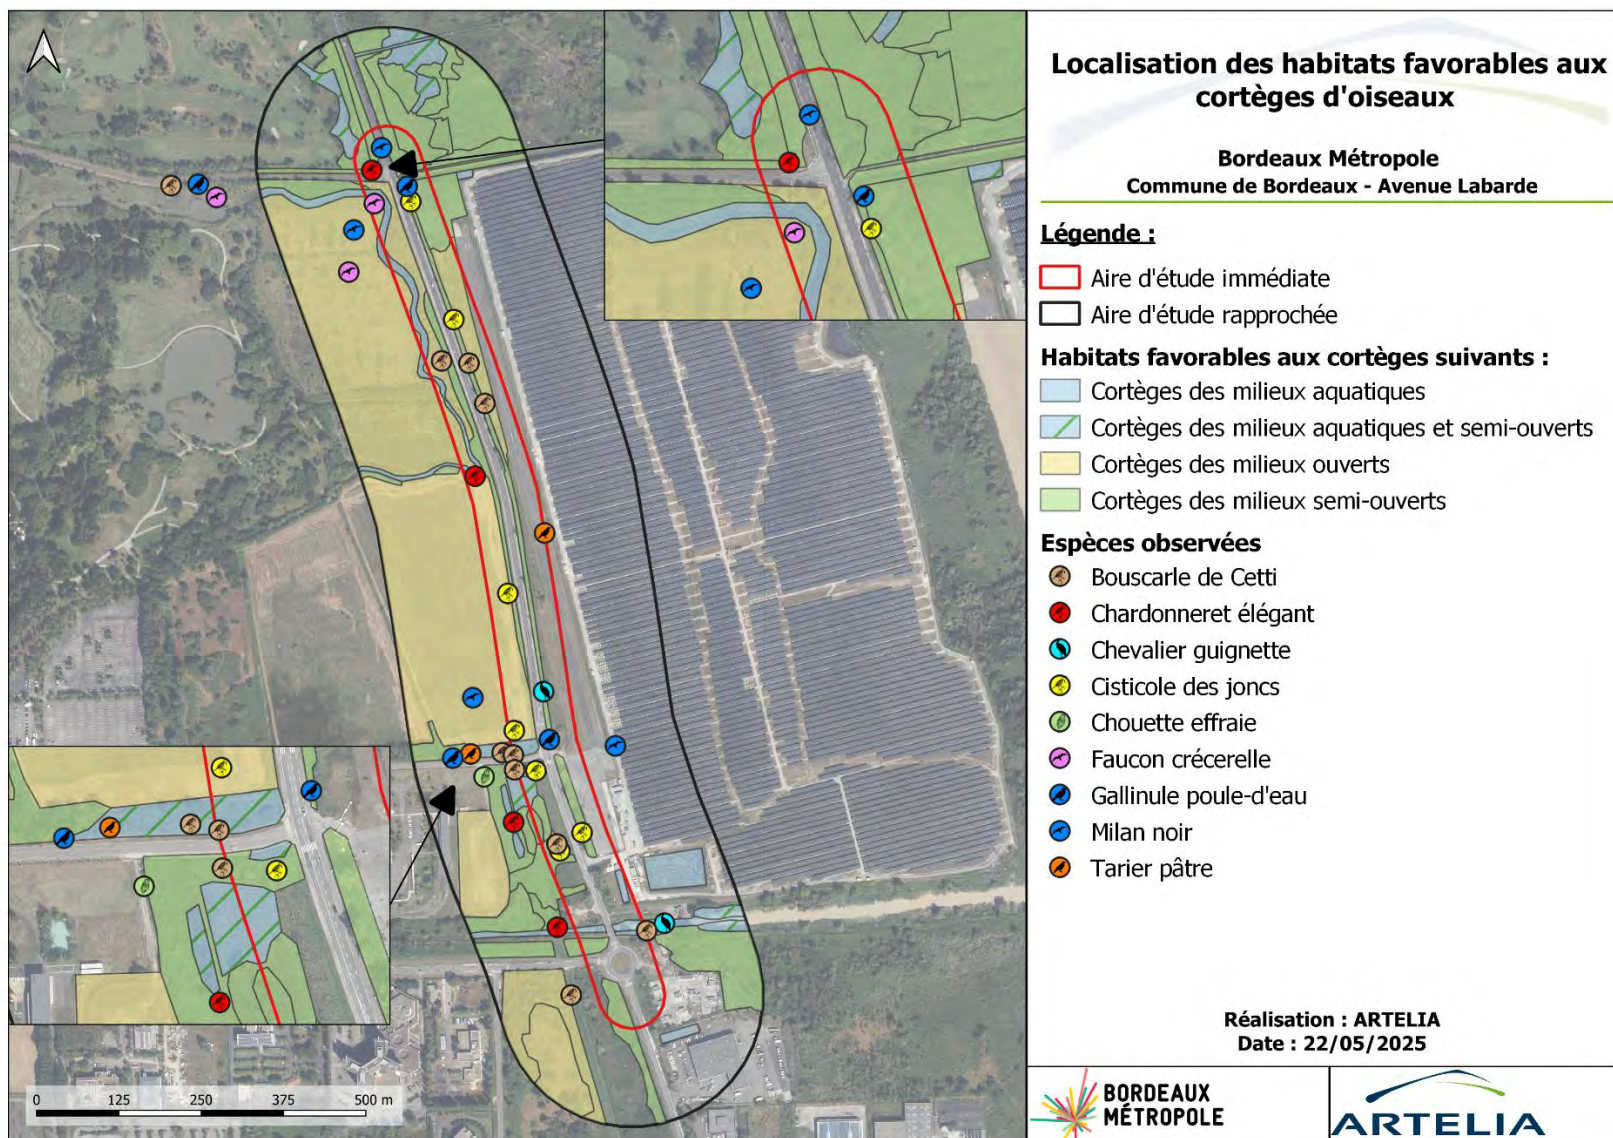 Localisation des habitats favorables aux
cortèges d'oiseaux
Bordeaux Métropole
Commune de Bordeaux - Avenue Labarde
Légende :
Aire d'étude immédiate
Aire d'étude rapprochée
Habitats favorables aux cortèges suivants :
Cortèges des milieux aquatiques
Cortèges des milieux aquatiques et semi-ouverts
Cortèges des milieux ouverts
Cortèges des milieux semi-ouverts
Espèces observées
Bouscarle de Cetti
Chardonneret élégant
Chevalier guignette
Cisticole des joncs
Chouette effraie
Faucon crécerelle
Gallinule poule-d'eau
Milan noir
Tarier pâtre
Réalisation : ARTELIA
Date : 22/05/2025
BORDEAUX
MÉTROPOLE
ARTELIA
0 125 250 375 500 m